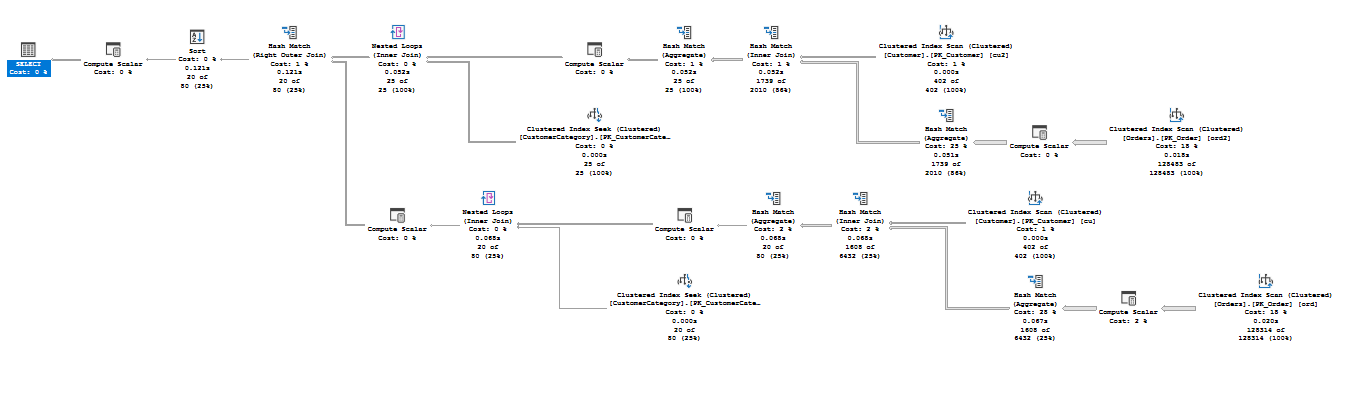 SELECT
Cost: 0 %
Compute Scalar
Cost: 0 %
Sort
Cost: 0 %
0.121s
20 of
80 (25%)
Hash Match
(Right Outer Join)
Cost: 1 %
0.121s
20 of
80 (25%)
Nested Loops
(Inner Join)
Cost: 0 %
0.052s
25 of
25 (100%)
Compute Scalar
Cost: 0 %
Hash Match
(Aggregate)
Cost: 1 %
0.052s
25 of
25 (100%)
Hash Match
(Inner Join)
Cost: 1 %
0.052s
1739 of
2010 (86%)
Clustered Index Scan (Clustered)
[Customer].[PK_Customer] [cu2]
Cost: 1 %
0.000s
402 of
402 (100%)
Clustered Index Seek (Clustered)
[CustomerCategory].[PK_CustomerCate…
Cost: 0 %
0.000s
25 of
25 (100%)
Hash Match
(Aggregate)
Cost: 25 %
0.051s
1739 of
2010 (86%)
Compute Scalar
Cost: 0 %
Clustered Index Scan (Clustered)
[Orders].[PK_Order] [ord2]
Cost: 18 %
0.018s
128483 of
128483 (100%)
Compute Scalar
Cost: 0 %
Nested Loops
(Inner Join)
Cost: 0 %
0.068s
20 of
80 (25%)
Compute Scalar
Cost: 0 %
Hash Match
(Aggregate)
Cost: 2 %
0.068s
20 of
80 (25%)
Hash Match
(Inner Join)
Cost: 2 %
0.068s
1608 of
6432 (25%)
Clustered Index Scan (Clustered)
[Customer].[PK_Customer] [cu]
Cost: 1 %
0.000s
402 of
402 (100%)
Clustered Index Seek (Clustered)
[CustomerCategory].[PK_CustomerCate…
Cost: 0 %
0.000s
20 of
80 (25%)
Hash Match
(Aggregate)
Cost: 28 %
0.067s
1608 of
6432 (25%)
Compute Scalar
Cost: 2 %
Clustered Index Scan (Clustered)
[Orders].[PK_Order] [ord]
Cost: 18 %
0.020s
128314 of
128314 (100%)